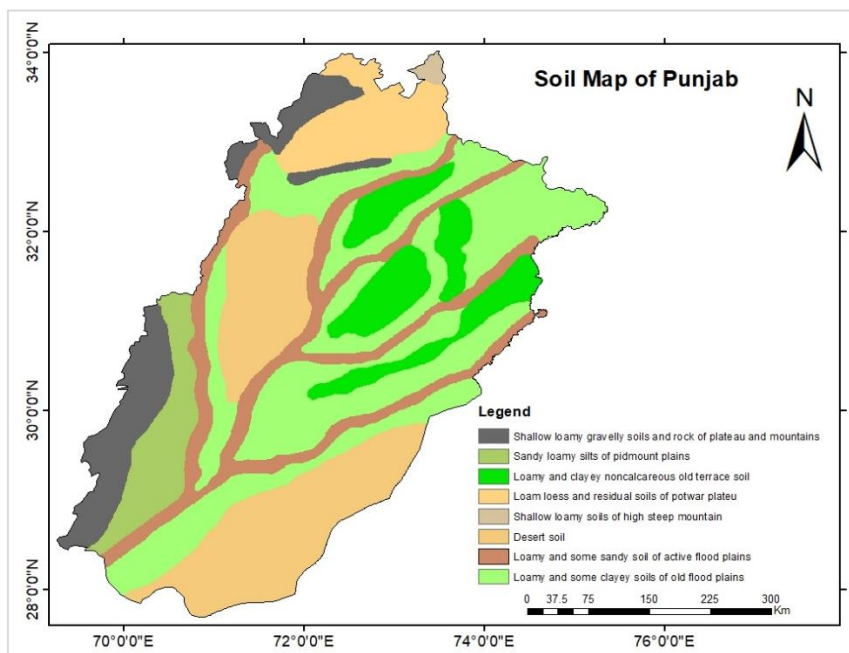 Soil Map of Punjab
N
34°0'0"N
32°0'0"N
30°0'0"N
28°0'0"N
Legend
Shallow loamy gravelly soils and rock of plateau and mountains
Sandy loamy silts of pidmount plains
Loamy and clayey noncalcareous old terrace soil
Loam loess and residual soils of potwar plateu
Shallow loamy soils of high steep mountain
Desert soil
Loamy and some sandy soil of active flood plains
Loamy and some clayey soils of old flood plains
0 37.5 75 150 225 300
Km
70°0'0"E 72°0'0"E 74°0'0"E 76°0'0"E